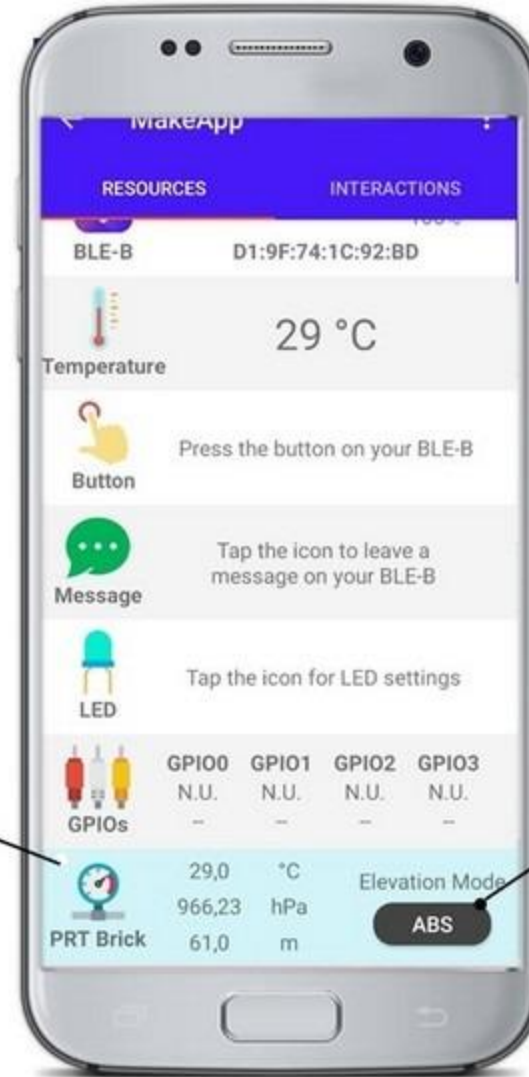 MakeApp
RESOURCES INTERACTIONS
BLE-B D1:9F:74:1C:92:BD
29 °C
Temperature
Press the button on your BLE-B
Button
Tap the icon to leave a
message on your BLE-B
Message
Tap the icon for LED settings
LED
GPIO0 GPIO1 GPIO2 GPIO3
N.U. N.U. N.U. N.U.
GPIOs -- -- -- --
29,0 °C Elevation Mode
966,23 hPa ABS
PRT Brick 61,0 m